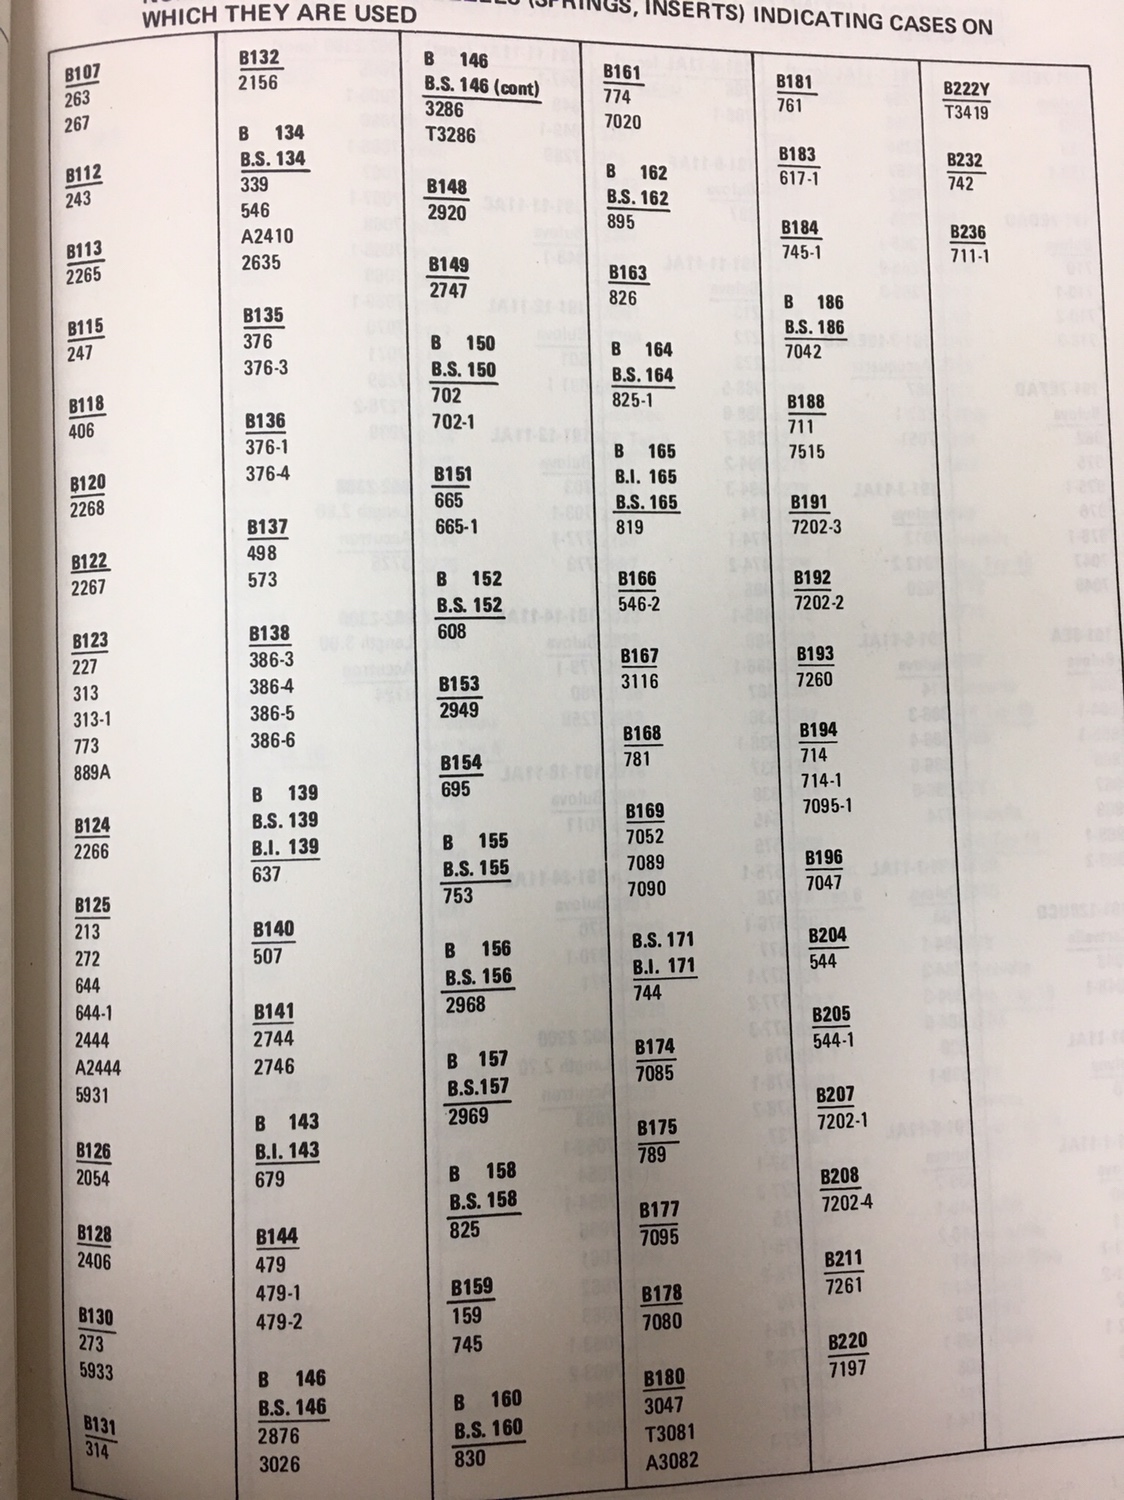 (SPRINGS, INSERTS) INDICATING CASES ON
WHICH THEY ARE USED
B107
263
267
B112
243
B113
2265
B115
247
B118
406
B120
2268
B122
2267
B123
227
313
313-1
773
889A
B124
2266
B125
213
272
644
644-1
2444
A2444
5931
B126
2054
B128
2406
B130
273
5933
B131
314
B132
2156
B 134
B.S. 134
339
546
A2410
2635
B135
376
376-3
B136
376-1
376-4
B137
498
573
B138
386-3
386-4
386-5
386-6
B 139
B.S. 139
B.I. 139
637
B140
507
B141
2744
2746
B 143
B.I. 143
679
B144
479
479-1
479-2
B 146
B.S. 146
2876
3026
B 146
B.S. 146 (cont)
3286
T3286
B148
2920
B149
2747
B 150
B.S. 150
702
702-1
B151
665
665-1
B 152
B.S. 152
608
B153
2949
B154
695
B 155
B.S. 155
753
B 156
B.S. 156
2968
B 157
B.S.157
2969
B 158
B.S. 158
825
B159
159
745
B 160
B.S. 160
830
B161
774
7020
B 162
B.S. 162
895
B163
826
B 164
B.S. 164
825-1
B 165
B.I. 165
B.S. 165
819
B166
546-2
B167
3116
B168
781
B169
7052
7089
7090
B.S. 171
B.I. 171
744
B174
7085
B175
789
B177
7095
B178
7080
B180
3047
T3081
A3082
B181
761
B183
617-1
B184
745-1
B 186
B.S. 186
7042
B188
711
7515
B191
7202-3
B192
7202-2
B193
7260
B194
714
714-1
7095-1
B196
7047
B204
544
B205
544-1
B207
7202-1
B208
7202-4
B211
7261
B220
7197
B222Y
T3419
B232
742
B236
711-1